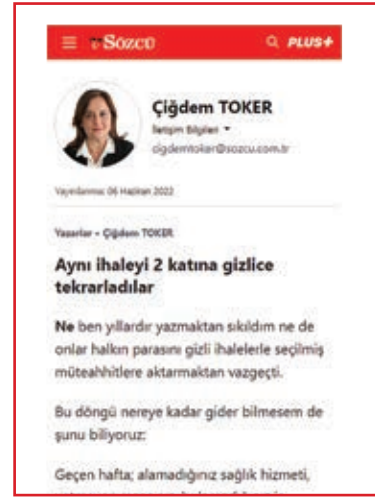 Sözcü
PLUS+
Çiğdem TOKER
İletişim Bilgileri
cigdemtoker@sozcu.com.tr
Yayınlanma: 06 Haziran 2022
Yazarlar - Çiğdem TOKER
Aynı ihaleyi 2 katına gizlice
tekrarladılar
Ne ben yıllardır yazmaktan sıkıldım ne de
onlar halkın parasını gizli ihalelerle seçilmiş
müteahhitlere aktarmaktan vazgeçti.
Bu döngü nereye kadar gider bilmesem de
şunu biliyoruz:
Geçen hafta; alamadığınız sağlık hizmeti,